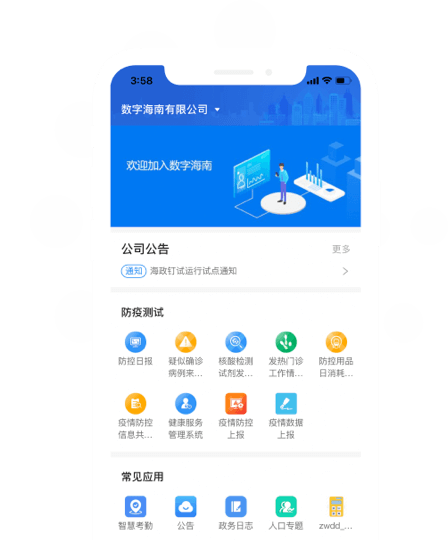 3:58
数字海南有限公司
欢迎加入数字海南
公司公告 更多
通知 海政钉试运行试点通知
防疫测试
防控日报 疑似确诊 核酸检测 发热门诊 防控用品
病例来... 试剂发... 工作情... 日消耗...
疫情防控 健康服务 疫情防控 疫情数据
信息共... 管理系统 上报 上报
常见应用
智慧考勤 公告 政务日志 人口专题 zwdd_...